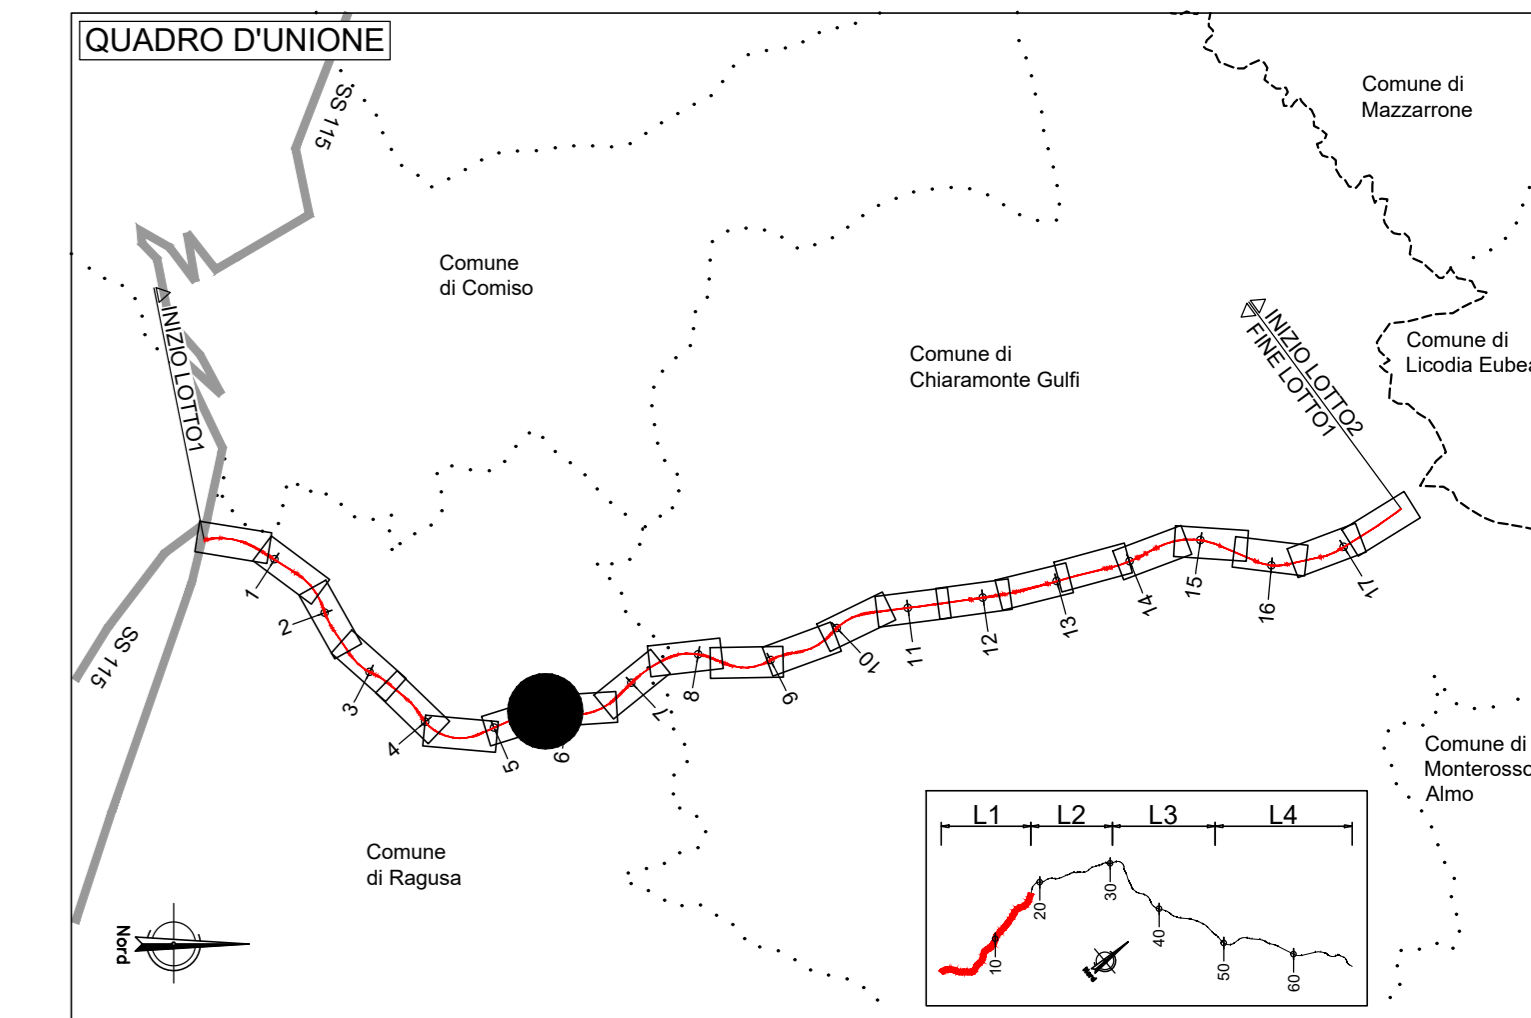 QUADRO D'UNIONE
SS 115
Comune di
Mazzarrone
Comune
di Comiso
INIZIO LOTTO1
Comune di
Chiaramonte Gulfi
INIZIO LOTTO2
FINE LOTTO1
Comune di
Licodia Eubea
SS 115
1
2
3
4
5
6
7
8
9
10
11
12
13
14
15
16
17
Comune di
Monterosso
Almo
Comune
di Ragusa
Nord
L1 L2 L3 L4
10
20
30
40
50
60